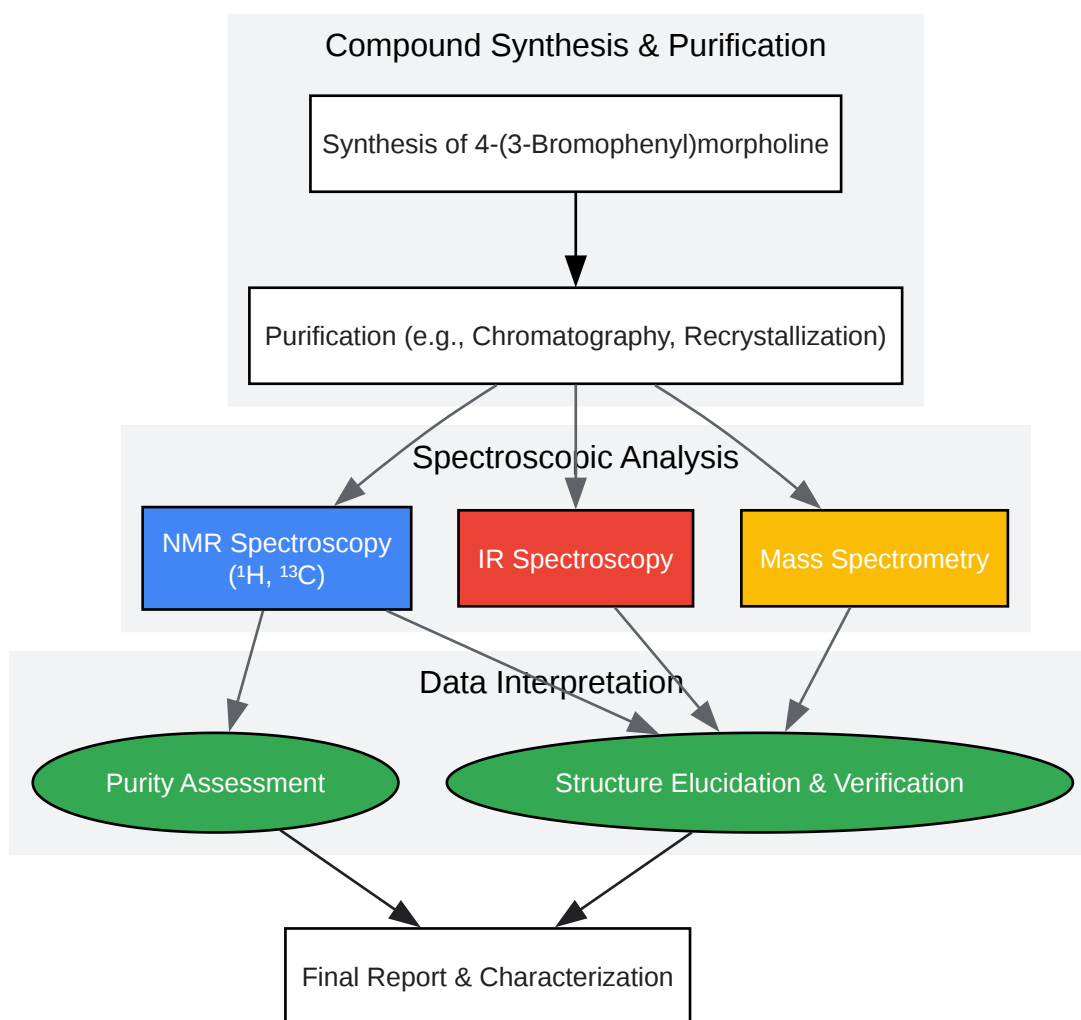 Compound Synthesis & Purification
Synthesis of 4-(3-Bromophenyl)morpholine
Purification (e.g., Chromatography, Recrystallization)
Spectroscopic Analysis
NMR Spectroscopy
(¹H, ¹³C)
IR Spectroscopy
Mass Spectrometry
Data Interpretation
Purity Assessment
Structure Elucidation & Verification
Final Report & Characterization